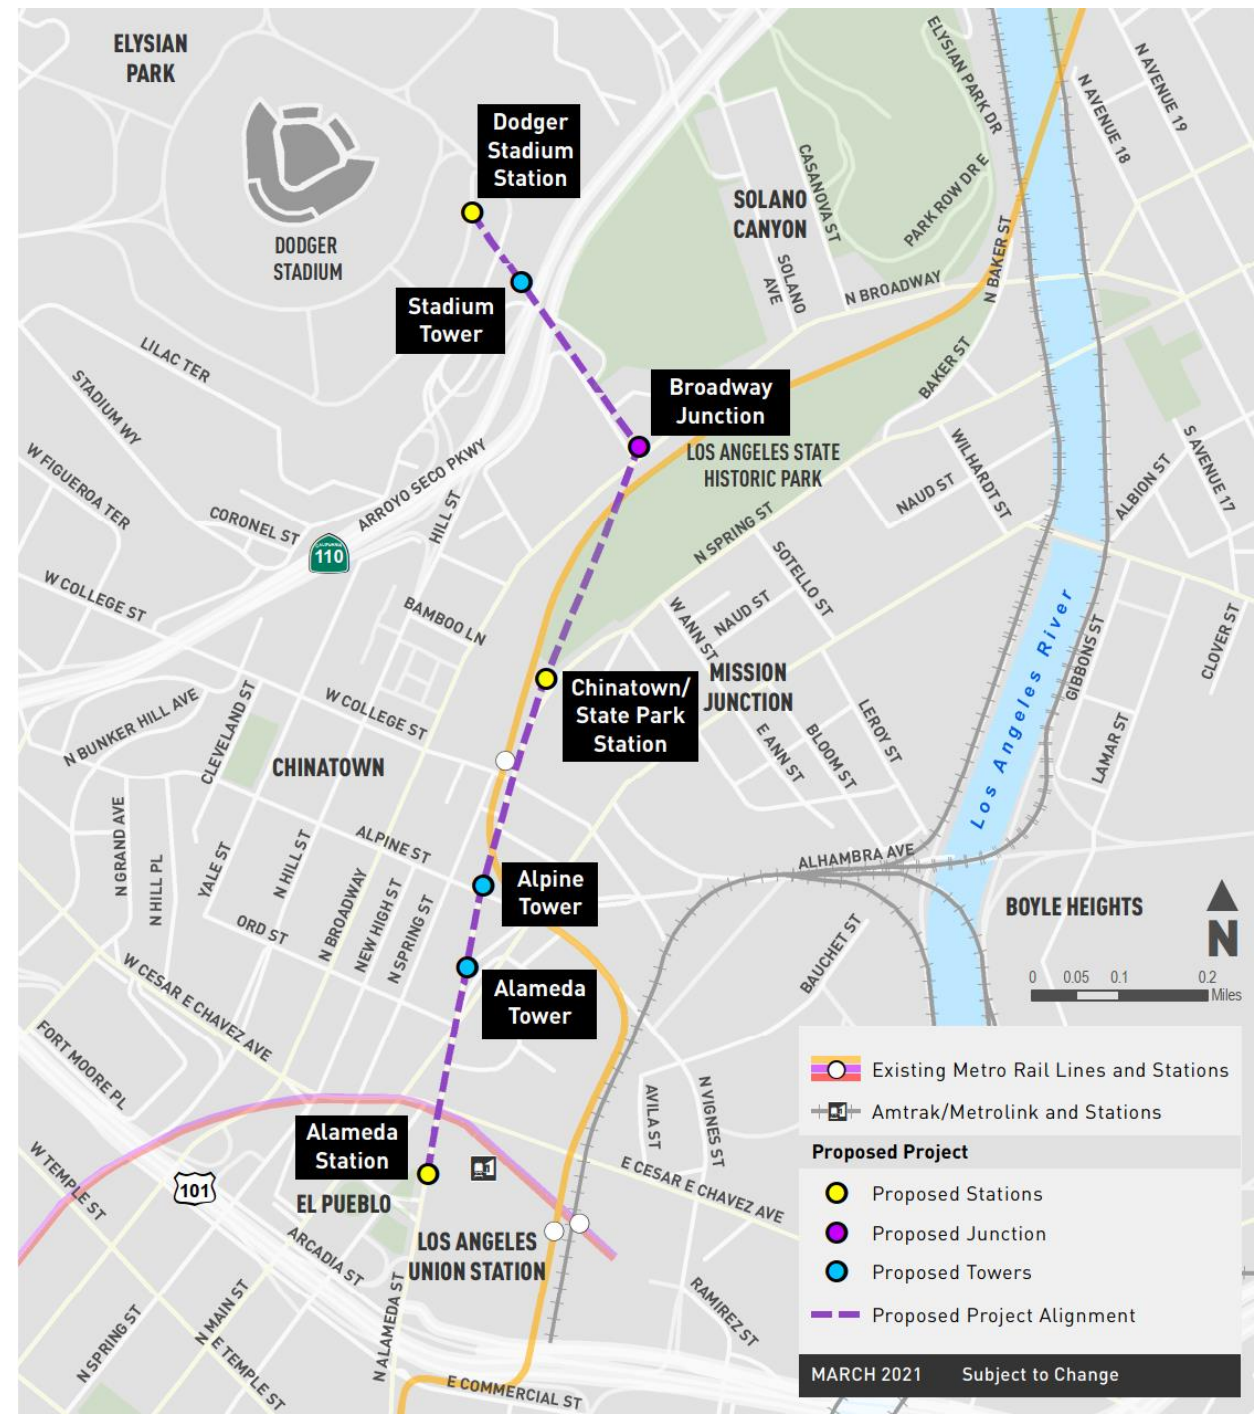 ELYSIAN
PARK
Dodger
Stadium
Station
DODGER
STADIUM
Stadium
Tower
SOLANO
CANYON
CASANOVA ST
SOLANO
AVE
ELYSIAN PARK DR
PARK ROW DR E
N BROADWAY
N BAKER ST
N AVENUE 18
N AVENUE 19
LILAC TER
STADIUM WY
W FIGUEROA TER
CORONEL ST
ARROYO SECO PKWY
HILL ST
CALIFORNIA
110
Broadway
Junction
LOS ANGELES STATE
HISTORIC PARK
BAKER ST
WILHARDT ST
NAUD ST
ALBION ST
S AVENUE 17
N SPRING ST
SOTELLO ST
NAUD ST
W ANN ST
W COLLEGE ST
BAMBOO LN
W COLLEGE ST
Chinatown/
State Park
Station
MISSION
JUNCTION
E ANN ST
BLOOM ST
LEROY ST
Los Angeles River
GIBBONS ST
CLOVER ST
LAMAR ST
N BUNKER HILL AVE
CLEVELAND ST
CHINATOWN
N GRAND AVE
N HILL PL
YALE ST
N HILL ST
ALPINE ST
ORD ST
N BROADWAY
NEW HIGH ST
N SPRING ST
Alpine
Tower
ALHAMBRA AVE
BAUCHET ST
BOYLE HEIGHTS
N
0 0.05 0.1 0.2
Miles
Alameda
Tower
W CESAR E CHAVEZ AVE
FORT MOORE PL
W TEMPLE ST
101
Alameda
Station
EL PUEBLO
LOS ANGELES
UNION STATION
AVILA ST
N VIGNES ST
E CESAR E CHAVEZ AVE
RAMIREZ ST
ARCADIA ST
N ALAMEDA ST
N SPRING ST
N MAIN ST
E TEMPLE ST
E COMMERCIAL ST
Existing Metro Rail Lines and Stations
Amtrak/Metrolink and Stations
Proposed Project
Proposed Stations
Proposed Junction
Proposed Towers
Proposed Project Alignment
MARCH 2021 Subject to Change